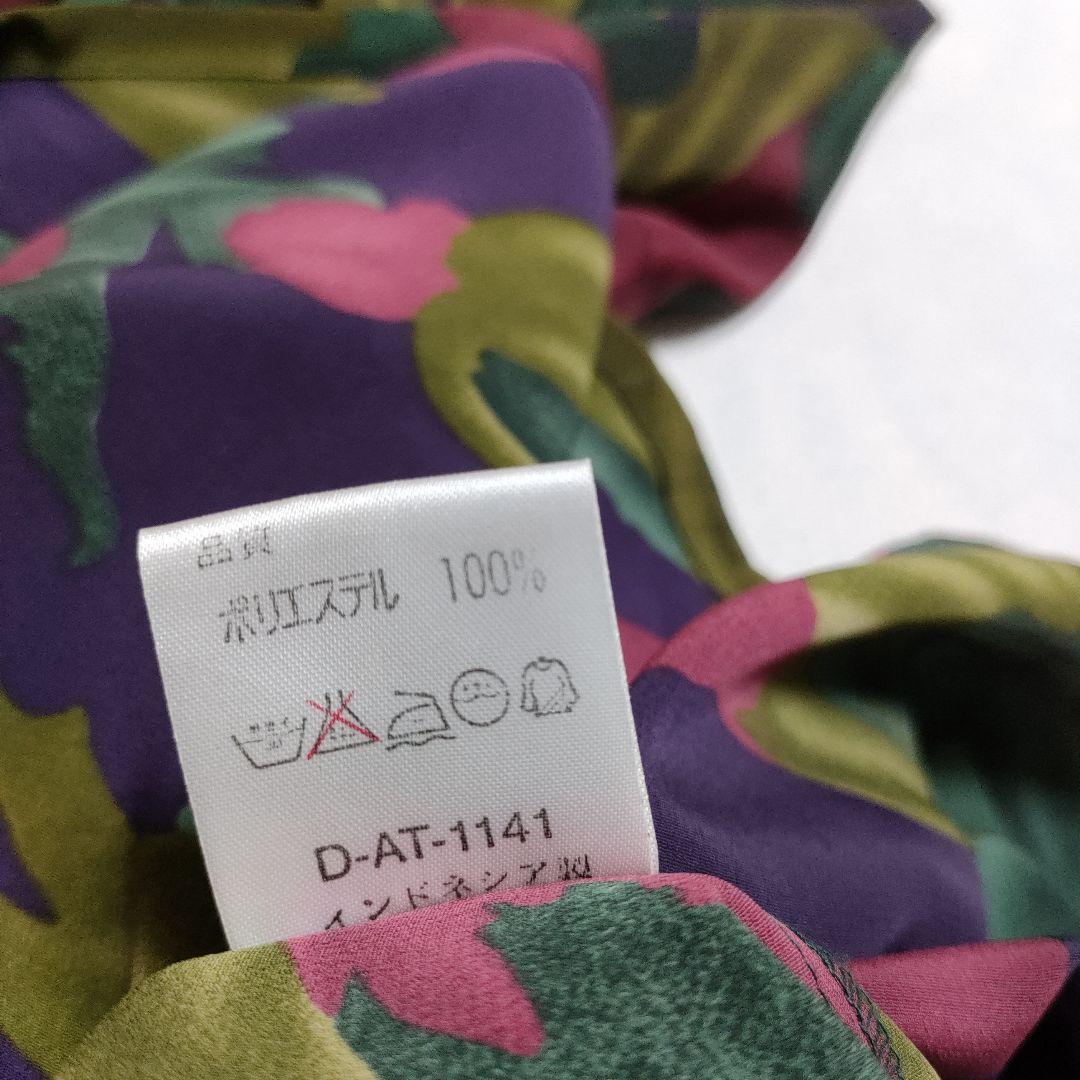 品質
ポリエステル 100%
D-AT-1141
インドネシア製